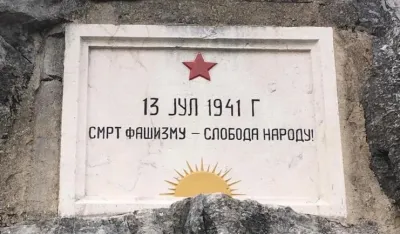 13 ЈУЛ 1941 Г
СМРТ ФАШИЗМУ – СЛОБОДА НАРОДУ!